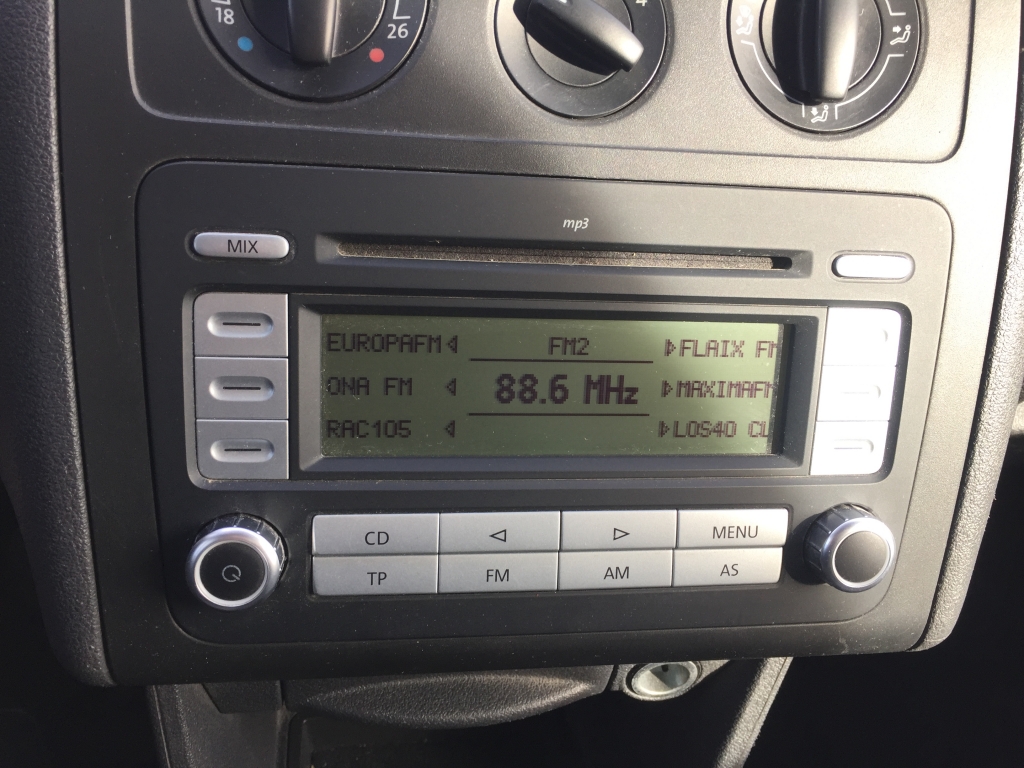 18 26 4
mp3
MIX
EUROPAFM FM2 FLAIX FM
ONA FM 88.6 MHz MAXIMAFM
RAC105 LOS40 CL
CD MENU
TP FM AM AS